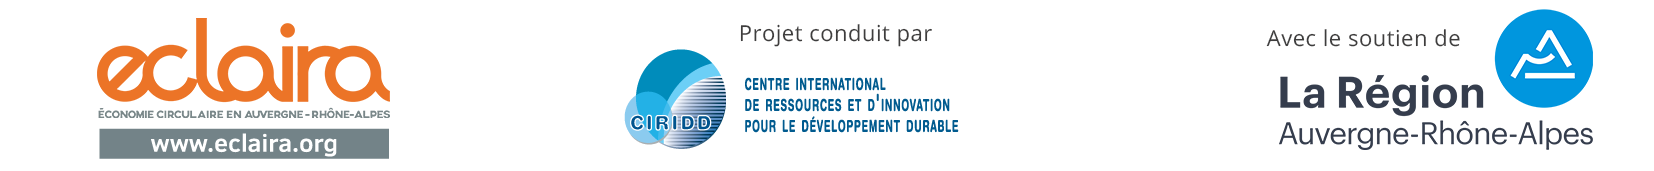 eclaira
ÉCONOMIE CIRCULAIRE EN AUVERGNE-RHÔNE-ALPES
www.eclaira.org
Projet conduit par
CIRIDD
CENTRE INTERNATIONAL
DE RESSOURCES ET D'INNOVATION
POUR LE DÉVELOPPEMENT DURABLE
Avec le soutien de
La Région
Auvergne-Rhône-Alpes